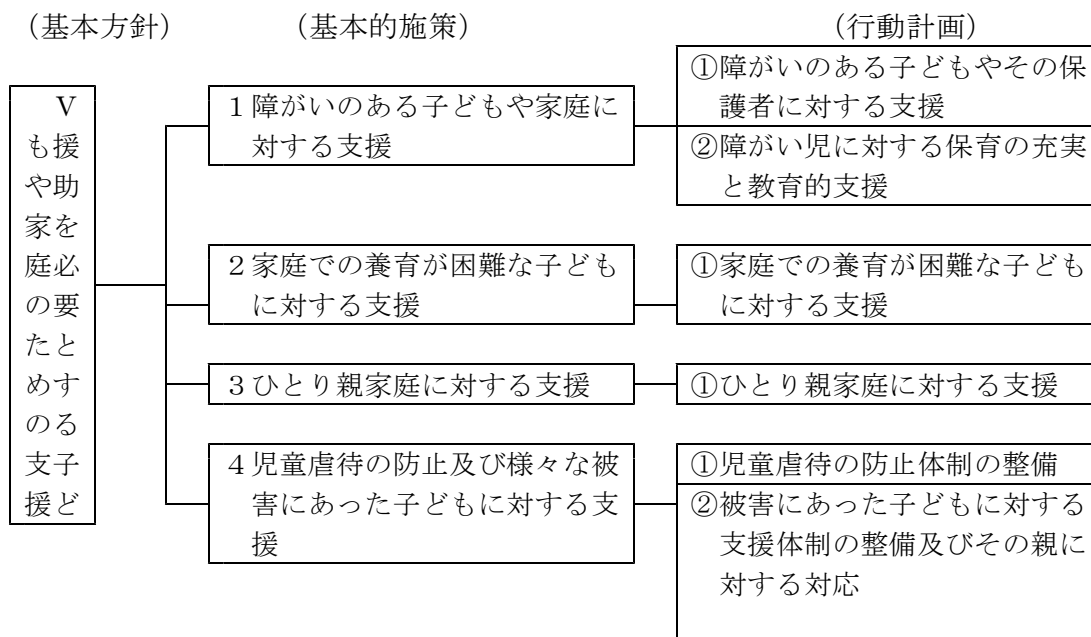 （基本方針）
（基本的施策）
（行動計画）
Ⅴ
援助を必要とする子ど
もや家庭のための支援
１障がいのある子どもや家庭に
対する支援
①障がいのある子どもやその保
護者に対する支援
②障がい児に対する保育の充実
と教育的支援
２家庭での養育が困難な子ども
に対する支援
①家庭での養育が困難な子ども
に対する支援
３ひとり親家庭に対する支援
①ひとり親家庭に対する支援
４児童虐待の防止及び様々な被
害にあった子どもに対する支
援
①児童虐待の防止体制の整備
②被害にあった子どもに対する
支援体制の整備及びその親に
対する対応